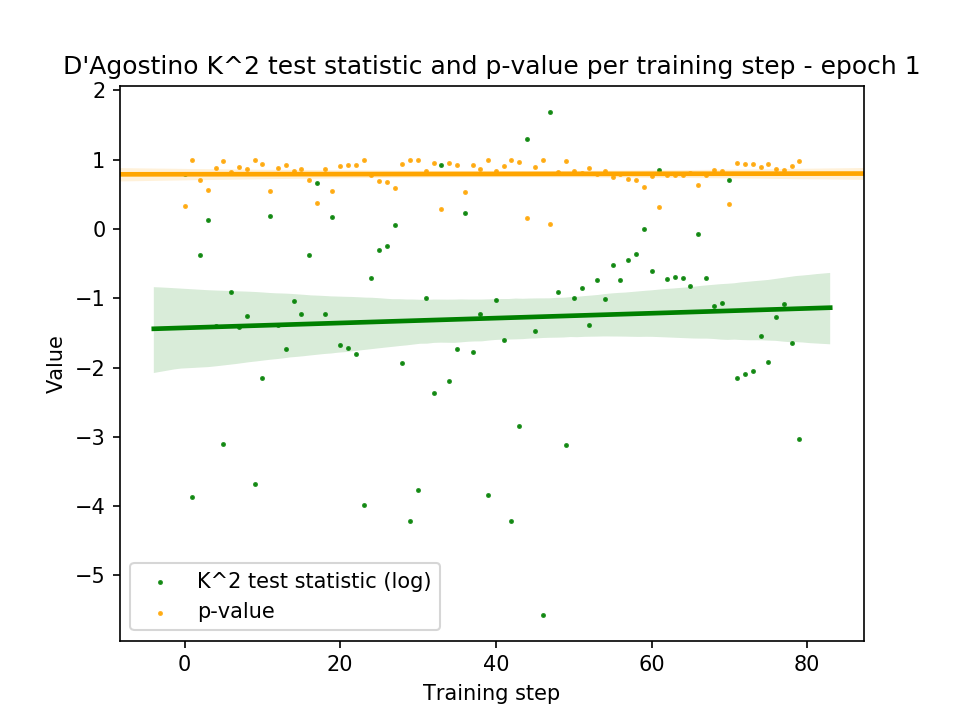 D'Agostino K^2 test statistic and p-value per training step - epoch 1
2
1
0
−1
−2
−3
−4
−5
Value
K^2 test statistic (log)
p-value
0 20 40 60 80
Training step